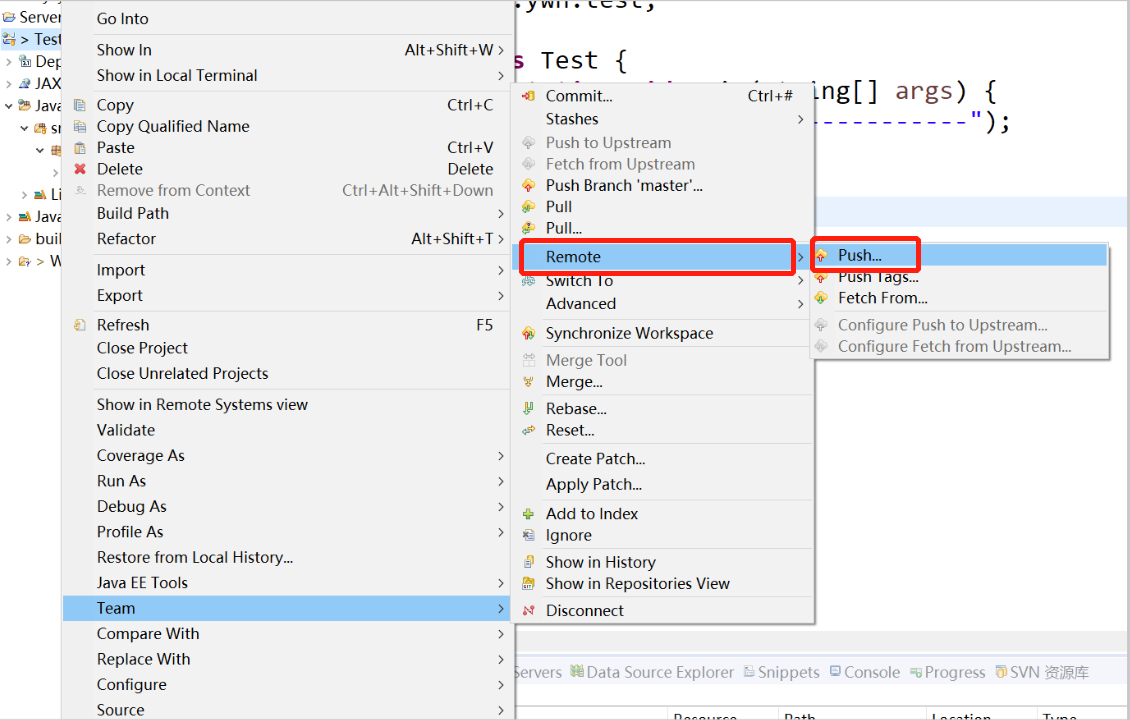 Server
> Test
Dep
JAX
Java
sr
Li
Java
buil
> W
Go Into
Show In Alt+Shift+W
Show in Local Terminal
Copy Ctrl+C
Copy Qualified Name
Paste Ctrl+V
Delete Delete
Remove from Context Ctrl+Alt+Shift+Down
Build Path
Refactor Alt+Shift+T
Import
Export
Refresh F5
Close Project
Close Unrelated Projects
Show in Remote Systems view
Validate
Coverage As
Run As
Debug As
Profile As
Restore from Local History...
Java EE Tools
Team
Compare With
Replace With
Configure
Source
.ywh.test;
s Test {
ing[] args) {
-----------");
Commit... Ctrl+#
Stashes
Push to Upstream
Fetch from Upstream
Push Branch 'master'...
Pull
Pull...
Remote
Switch To
Advanced
Synchronize Workspace
Merge Tool
Merge...
Rebase...
Reset...
Create Patch...
Apply Patch...
Add to Index
Ignore
Show in History
Show in Repositories View
Disconnect
Push...
Push Tags...
Fetch From...
Configure Push to Upstream...
Configure Fetch from Upstream...
Servers Data Source Explorer Snippets Console Progress SVN 资源库
Resource Path Location Type